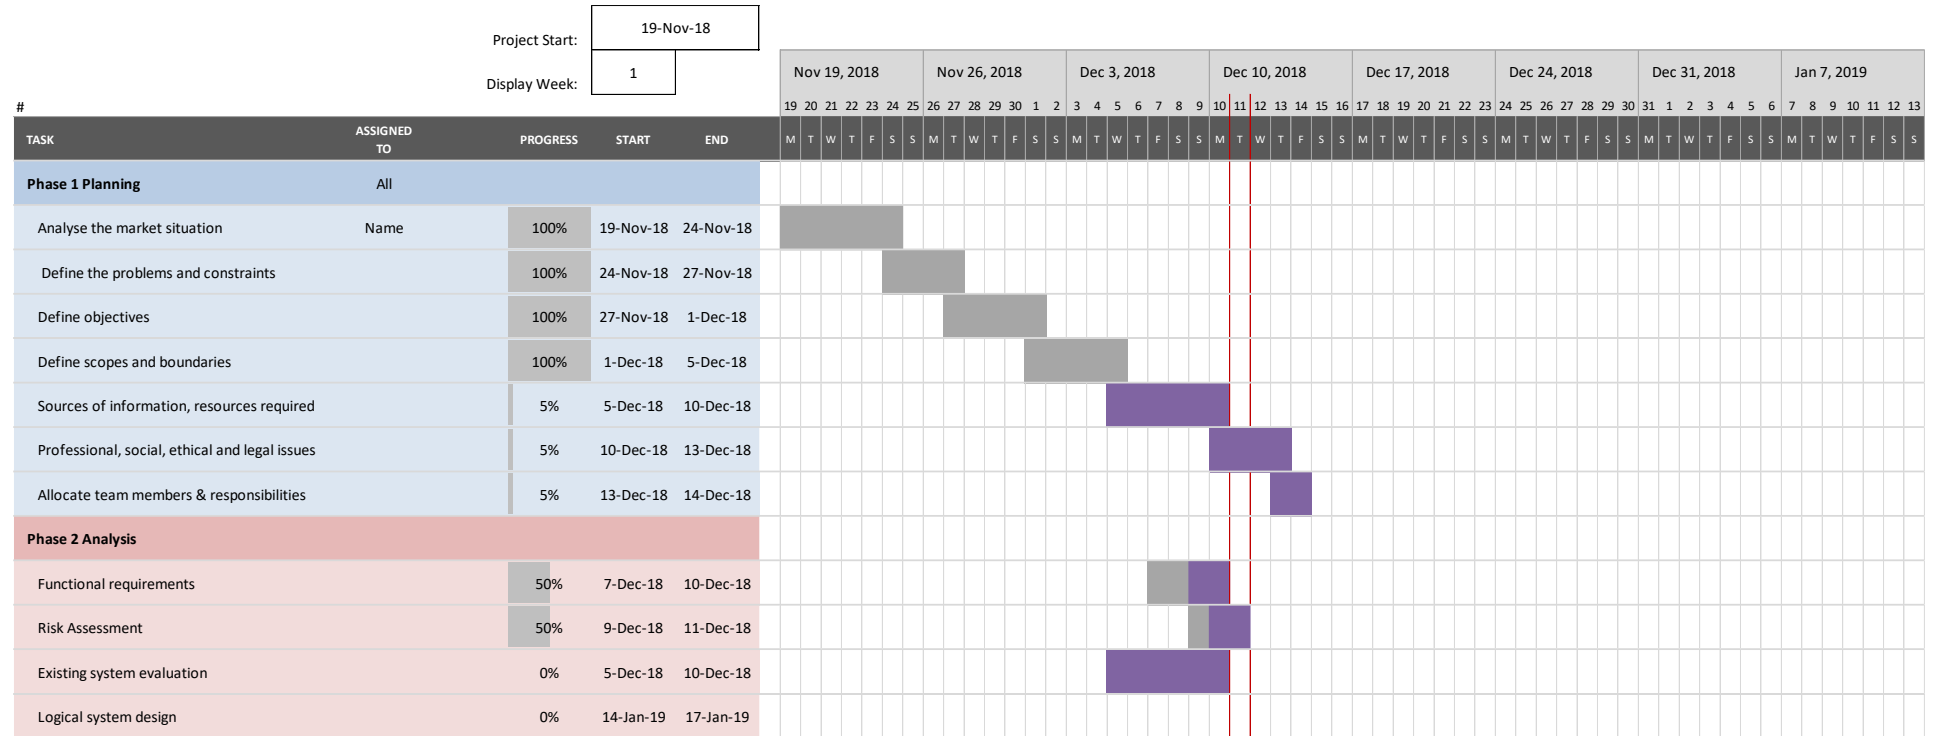 19-Nov-18
Project Start:
1
Display Week:
Nov 19, 2018 Nov 26, 2018 Dec 3, 2018 Dec 10, 2018 Dec 17, 2018 Dec 24, 2018 Dec 31, 2018 Jan 7, 2019
# 19 20 21 22 23 24 25 26 27 28 29 30 1 2 3 4 5 6 7 8 9 10 11 12 13 14 15 16 17 18 19 20 21 22 23 24 25 26 27 28 29 30 31 1 2 3 4 5 6 7 8 9 10 11 12 13
TASK ASSIGNED TO PROGRESS START END M T W T F S S M T W T F S S M T W T F S S M T W T F S S M T W T F S S M T W T F S S M T W T F S S M T W T F S S
Phase 1 Planning All
Analyse the market situation Name 100% 19-Nov-18 24-Nov-18
Define the problems and constraints 100% 24-Nov-18 27-Nov-18
Define objectives 100% 27-Nov-18 1-Dec-18
Define scopes and boundaries 100% 1-Dec-18 5-Dec-18
Sources of information, resources required 5% 5-Dec-18 10-Dec-18
Professional, social, ethical and legal issues 5% 10-Dec-18 13-Dec-18
Allocate team members & responsibilities 5% 13-Dec-18 14-Dec-18
Phase 2 Analysis
Functional requirements 50% 7-Dec-18 10-Dec-18
Risk Assessment 50% 9-Dec-18 11-Dec-18
Existing system evaluation 0% 5-Dec-18 10-Dec-18
Logical system design 0% 14-Jan-19 17-Jan-19